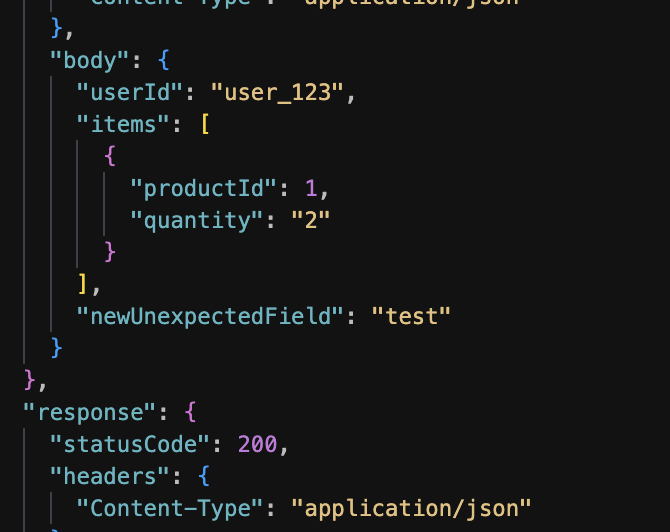 "Content-Type": "application/json"
},
"body": {
"userId": "user_123",
"items": [
{
"productId": 1,
"quantity": "2"
}
],
"newUnexpectedField": "test"
}
},
"response": {
"statusCode": 200,
"headers": {
"Content-Type": "application/json"